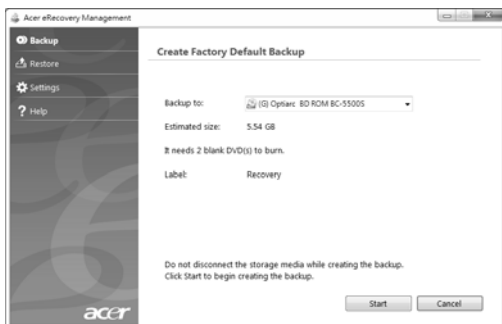 Acer eRecovery Management
Backup
Restore
Settings
Help
Create Factory Default Backup
Backup to: (G) Optiarc BD ROM BC-5500S
Estimated size: 5.54 GB
It needs 2 blank DVD(s) to burn.
Label: Recovery
Do not disconnect the storage media while creating the backup.
Click Start to begin creating the backup.
Start Cancel
acer